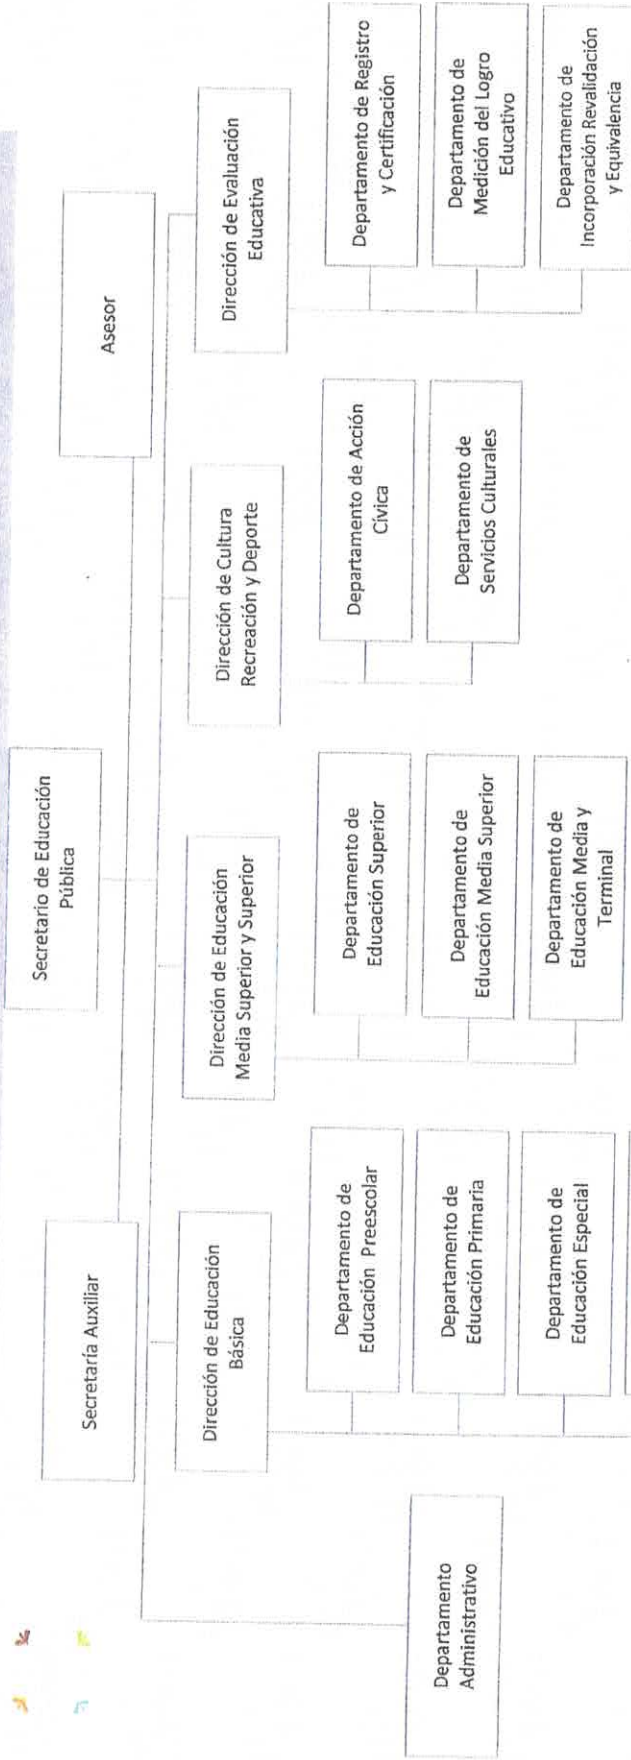 Secretario de Educación
Pública
Secretaría Auxiliar
Asesor
Dirección de Educación
Básica
Dirección de Educación
Media Superior y Superior
Dirección de Cultura
Recreación y Deporte
Dirección de Evaluación
Educativa
Departamento
Administrativo
Departamento de
Educación Preescolar
Departamento de
Educación Primaria
Departamento de
Educación Especial
Departamento de
Educación Superior
Departamento de
Educación Media Superior
Departamento de
Educación Media y
Terminal
Departamento de Acción
Cívica
Departamento de
Servicios Culturales
Departamento de Registro
y Certificación
Departamento de
Medición del Logro
Educativo
Departamento de
Incorporación Revalidación
y Equivalencia